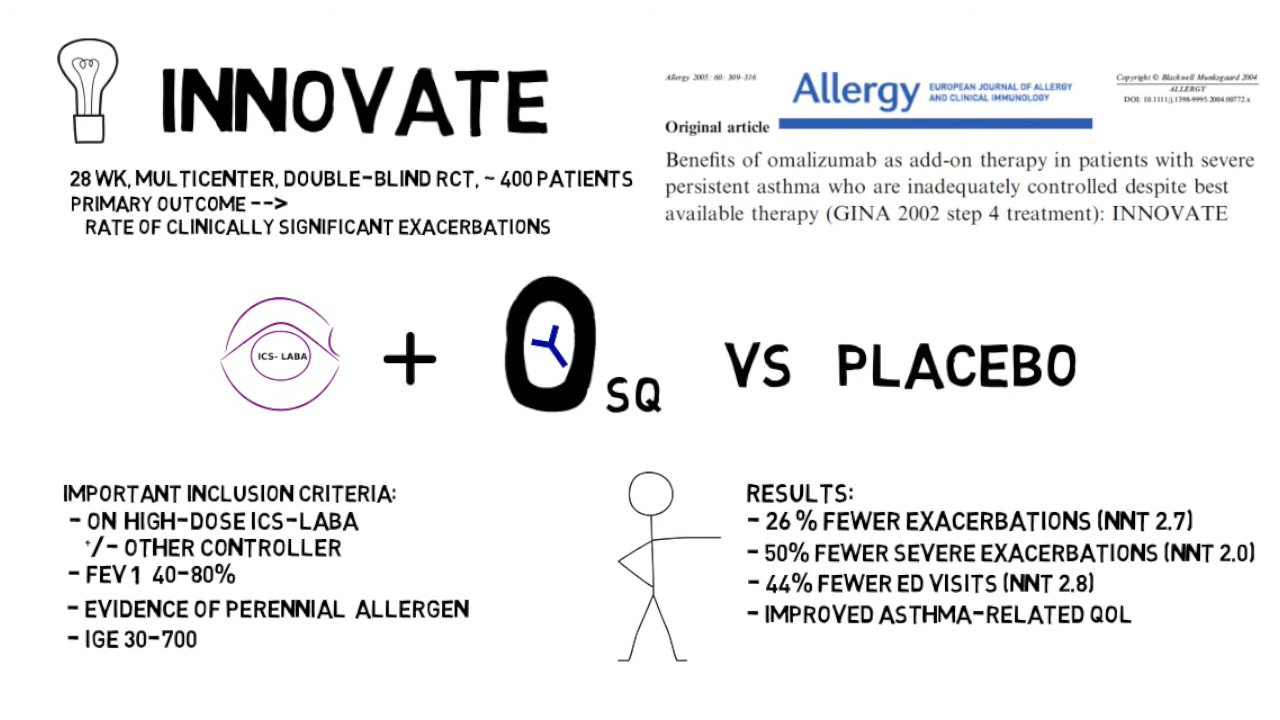 INNOVATE
28 WK, MULTICENTER, DOUBLE-BLIND RCT, ~ 400 PATIENTS
PRIMARY OUTCOME -->
RATE OF CLINICALLY SIGNIFICANT EXACERBATIONS
Allergy 2005: 60: 309–316
Allergy
EUROPEAN JOURNAL OF ALLERGY
AND CLINICAL IMMUNOLOGY
Copyright © Blackwell Munksgaard 2004
ALLERGY
DOI: 10.1111/j.1398-9995.2004.00772.x
Original article
Benefits of omalizumab as add-on therapy in patients with severe
persistent asthma who are inadequately controlled despite best
available therapy (GINA 2002 step 4 treatment): INNOVATE
ICS- LABA
+
O SQ
VS PLACEBO
IMPORTANT INCLUSION CRITERIA:
- ON HIGH-DOSE ICS-LABA
+/- OTHER CONTROLLER
- FEV1 40-80%
- EVIDENCE OF PERENNIAL ALLERGEN
- IGE 30-700
RESULTS:
- 26 % FEWER EXACERBATIONS (NNT 2.7)
- 50% FEWER SEVERE EXACERBATIONS (NNT 2.0)
- 44% FEWER ED VISITS (NNT 2.8)
- IMPROVED ASTHMA-RELATED QOL